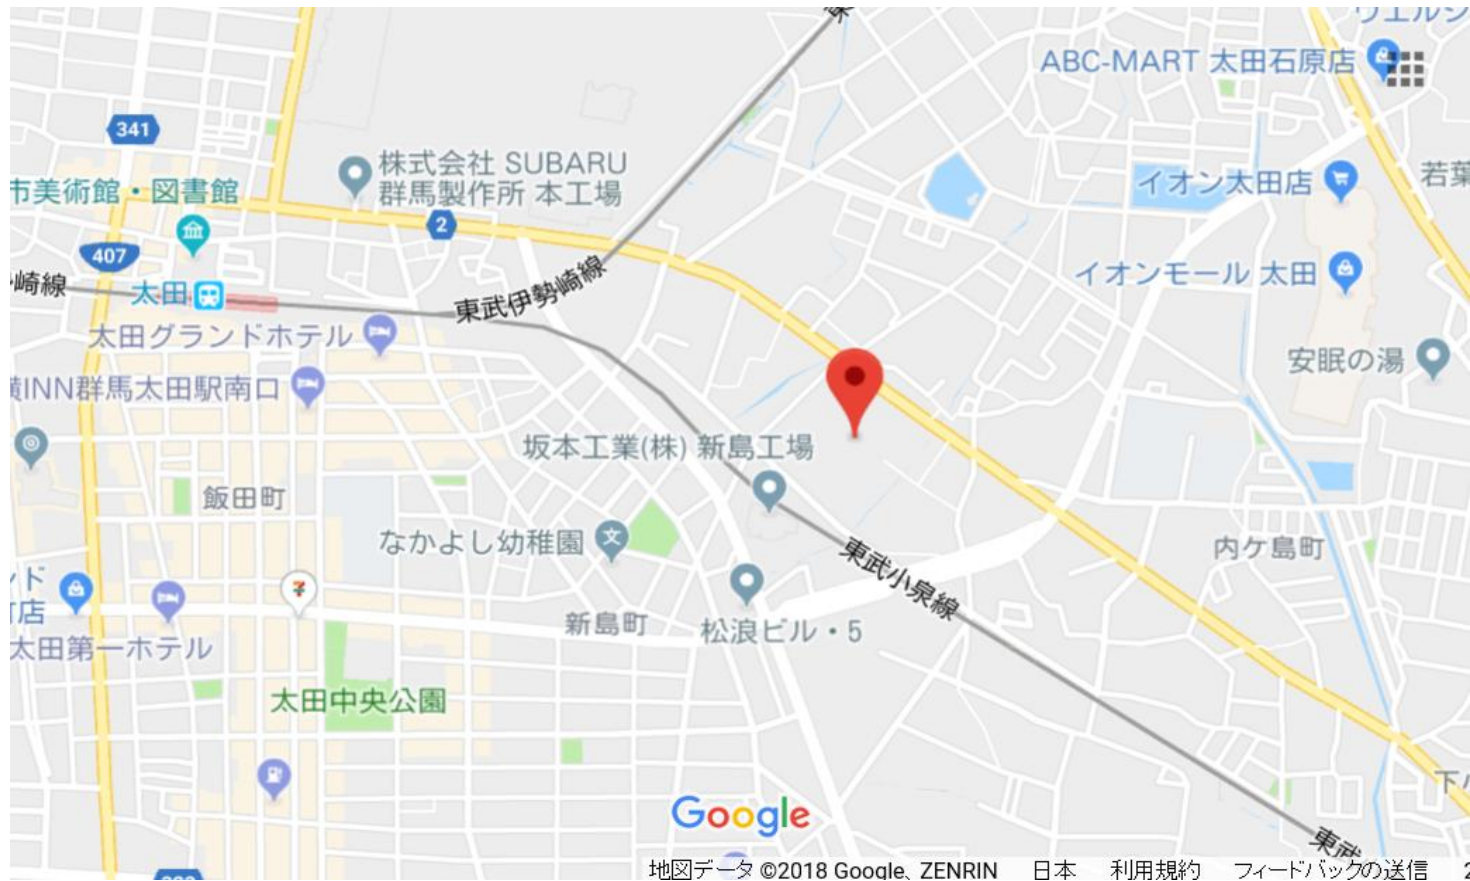 ABC-MART 太田石原店
341
株式会社 SUBARU
群馬製作所 本工場
イオン太田店
若葉
市美術館・図書館
2
407
崎線
太田
東武伊勢崎線
イオンモール 太田
太田グランドホテル
安眠の湯
INN群馬太田駅南口
坂本工業(株) 新島工場
飯田町
なかよし幼稚園
文
内ケ島町
東武小泉線
ド
店
7
新島町
松浪ビル・5
太田第一ホテル
太田中央公園
下
Google
東武
地図データ ©2018 Google、ZENRIN 日本 利用規約 フィードバックの送信 2